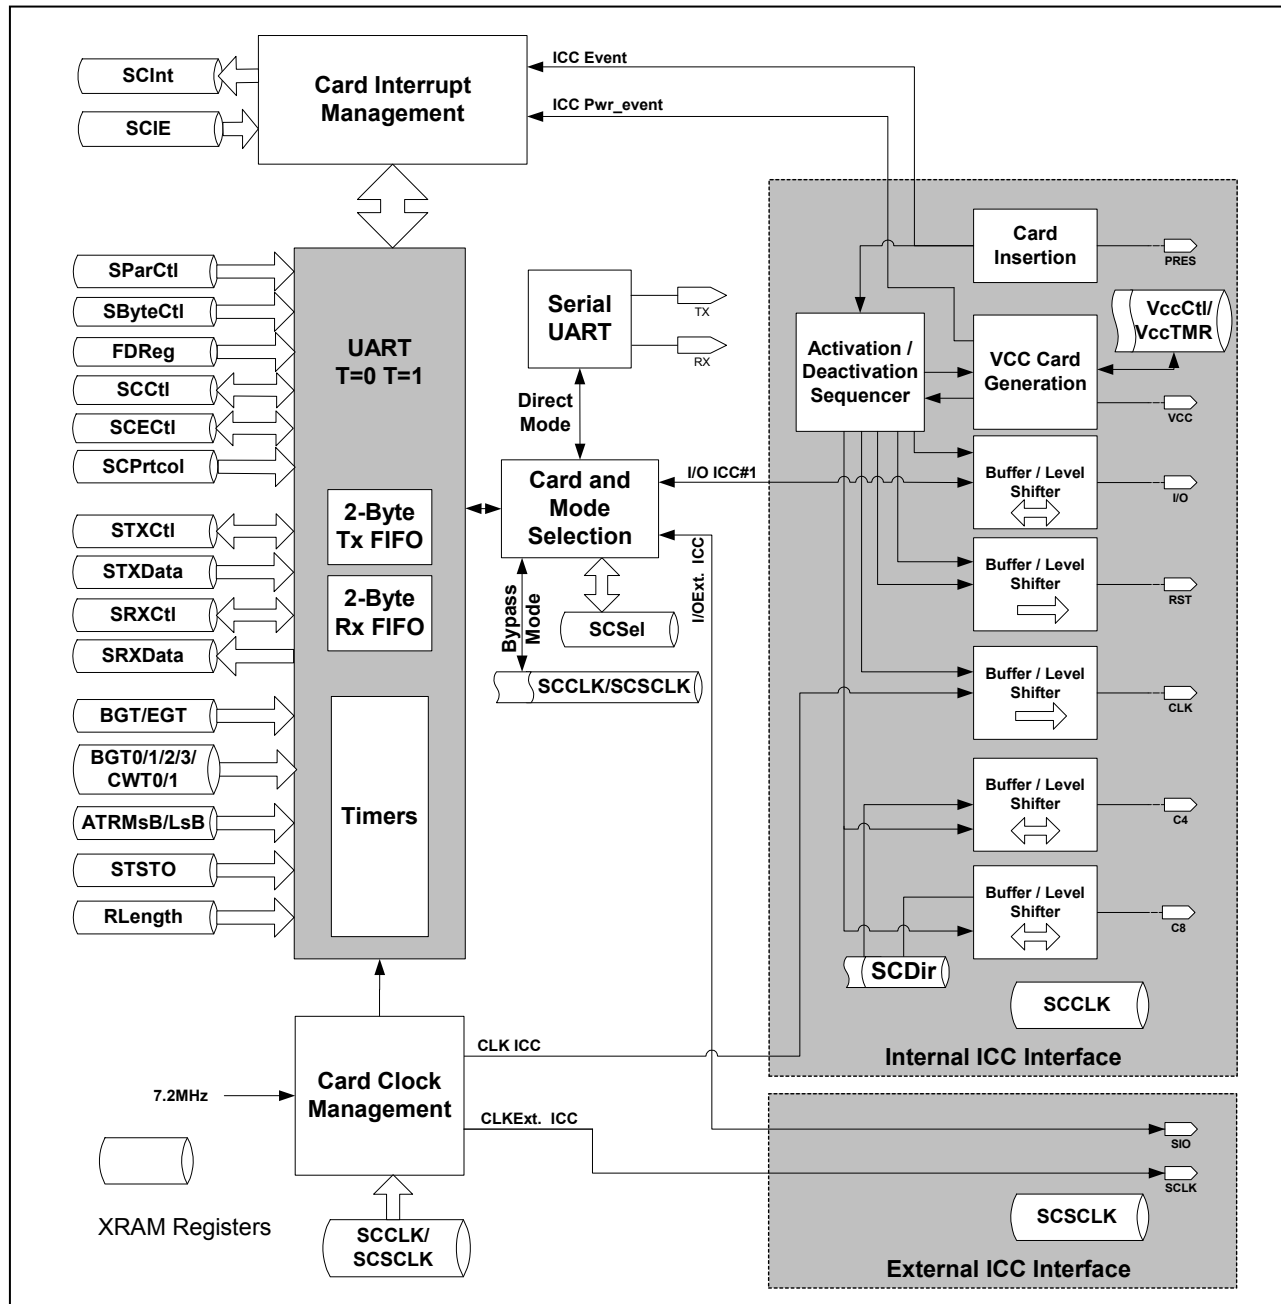 SCInt
SCIE
Card Interrupt
Management
ICC Event
ICC Pwr_event
SParCtl
SByteCtl
FDReg
SCCtl
SCECtl
SCPrtcol
STXCtl
STXData
SRXCtl
SRXData
BGT/EGT
BGT0/1/2/3/
CWT0/1
ATRMsB/LsB
STSTO
RLength
UART
T=0 T=1
2-Byte
Tx FIFO
2-Byte
Rx FIFO
Timers
Serial
UART
TX
RX
Direct
Mode
Card and
Mode
Selection
Bypass
Mode
SCSel
SCCLK/SCSCLK
I/O ICC#1
I/OExt. ICC
Card
Insertion
PRES
VccCtl/
VccTMR
Activation /
Deactivation
Sequencer
VCC Card
Generation
VCC
Buffer / Level
Shifter
I/O
Buffer / Level
Shifter
RST
Buffer / Level
Shifter
CLK
Buffer / Level
Shifter
C4
Buffer / Level
Shifter
C8
SCDir
SCCLK
Internal ICC Interface
7.2MHz
Card Clock
Management
CLK ICC
CLKExt. ICC
SCCLK/
SCSCLK
XRAM Registers
SIO
SCLK
SCSCLK
External ICC Interface